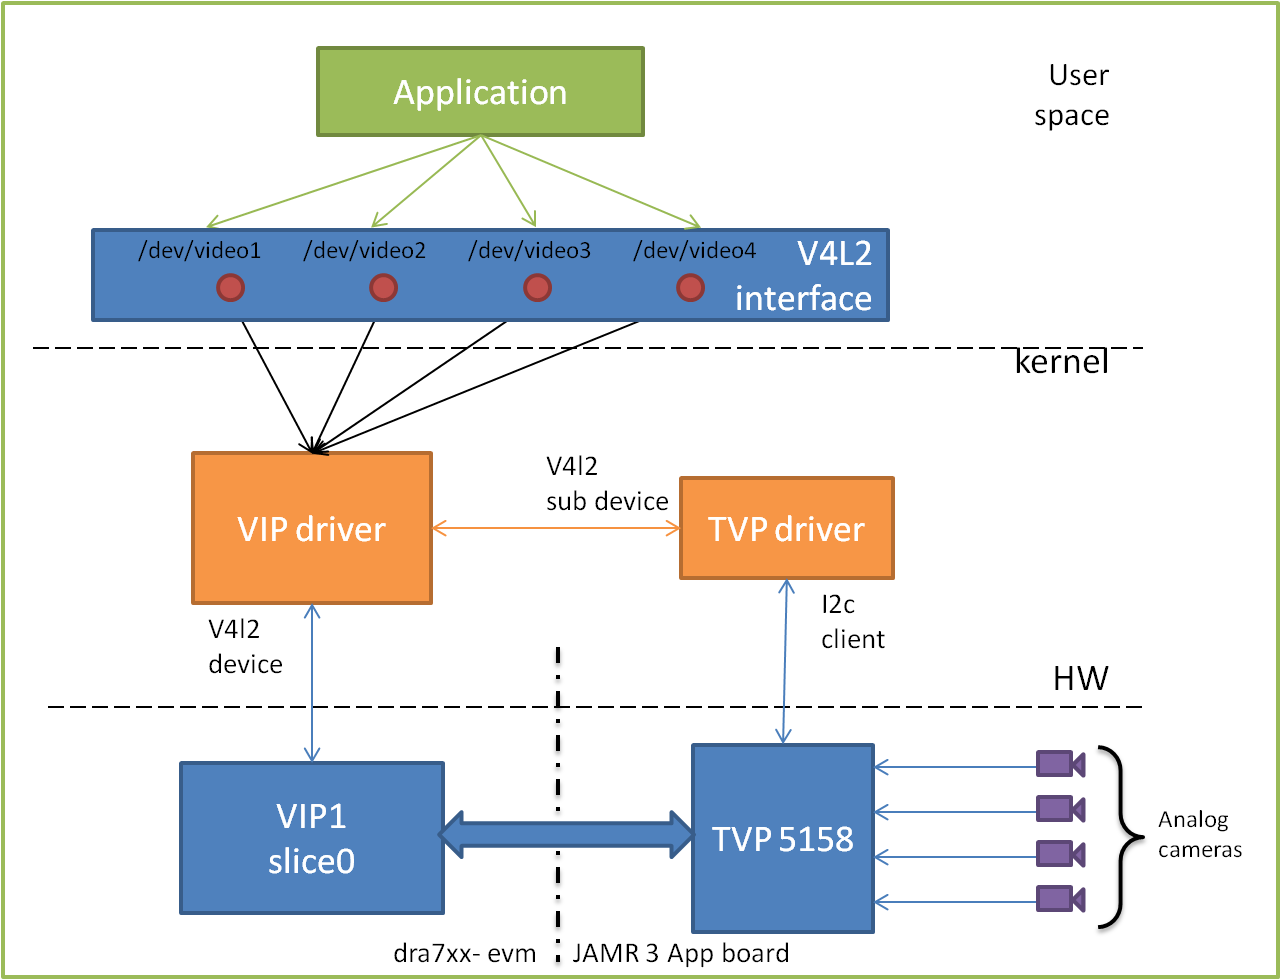 Application
User
space
/dev/video1
/dev/video2
/dev/video3
/dev/video4
V4L2
interface
kernel
VIP driver
V4l2
sub device
TVP driver
V4l2
device
I2c
client
HW
VIP1
slice0
TVP 5158
Analog
cameras
dra7xx- evm
JAMR 3 App board